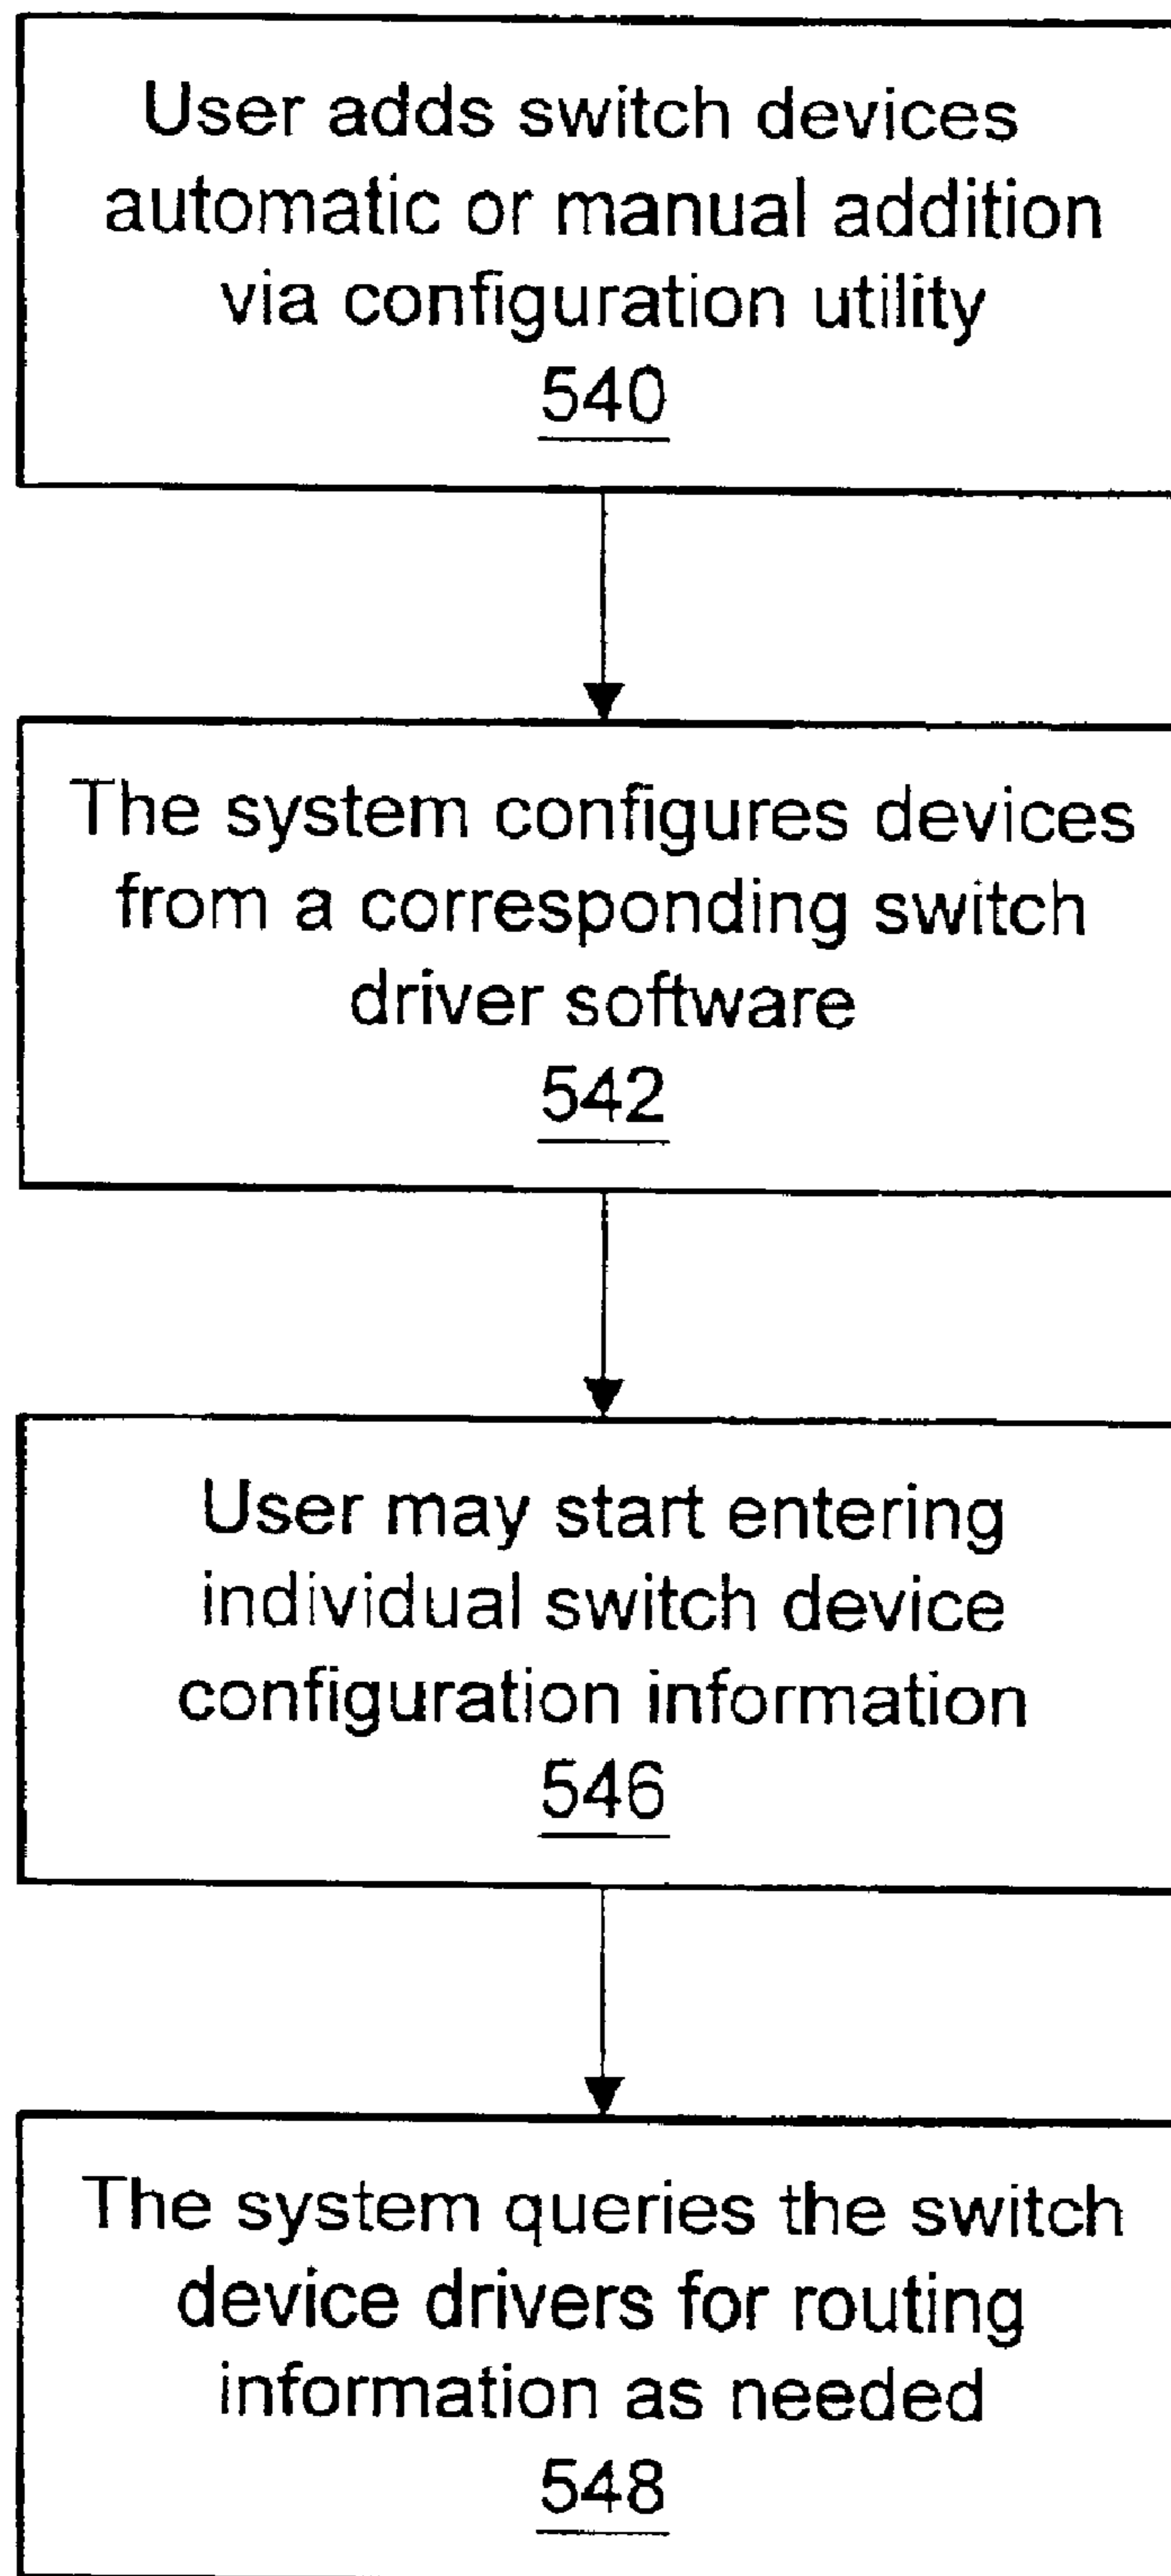 User adds switch devices
automatic or manual addition
via configuration utility
540
The system configures devices
from a corresponding switch
driver software
542
User may start entering
individual switch device
configuration information
546
The system queries the switch
device drivers for routing
information as needed
548